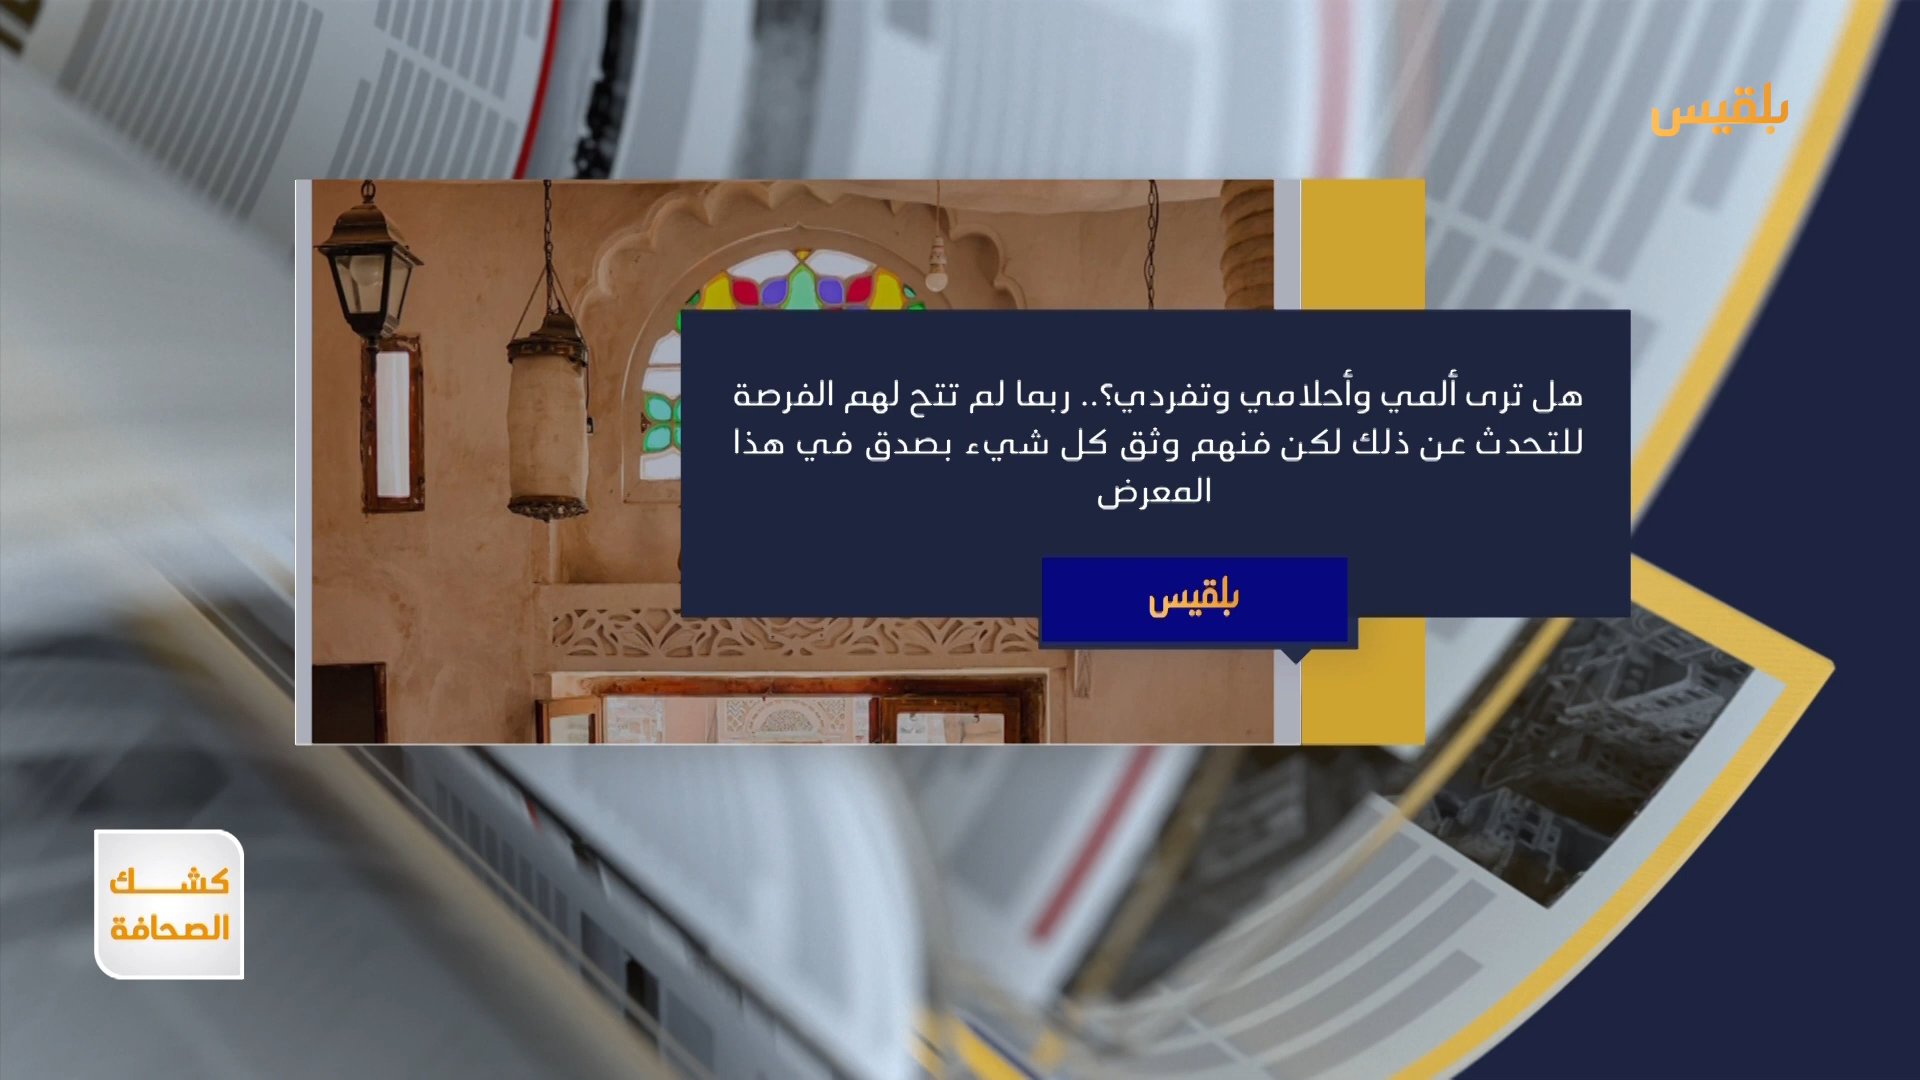 بلقيس
هل ترى ألمي وأحلامي وتفردي؟.. ربما لم تتح لهم الفرصة
للتحدث عن ذلك لكن فنهم وثق كل شيء بصدق في هذا
المعرض
بلقيس
كشك
الصحافة